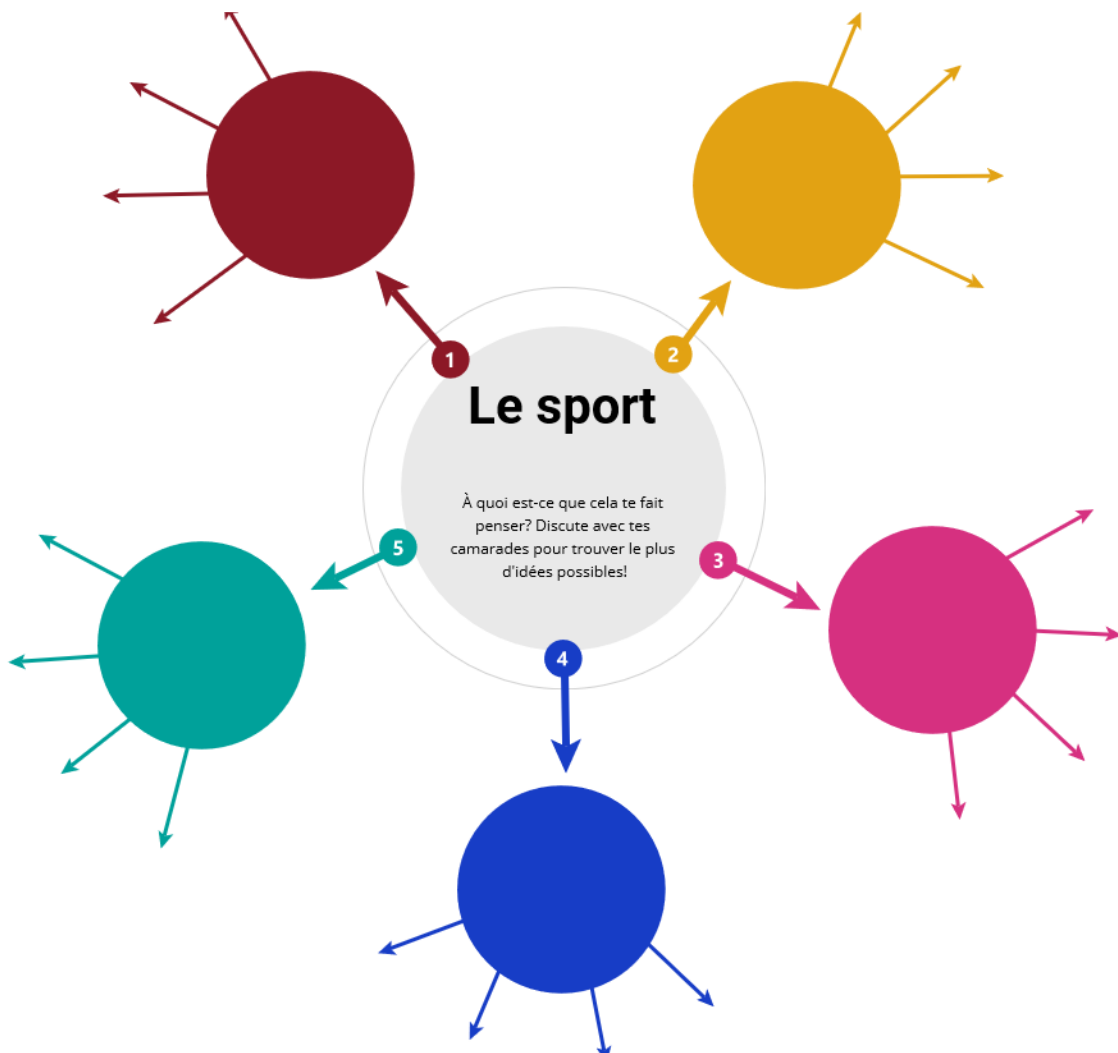 1
2
Le sport
À quoi est-ce que cela te fait
penser? Discute avec tes
camarades pour trouver le plus
d'idées possibles!
5
3
4